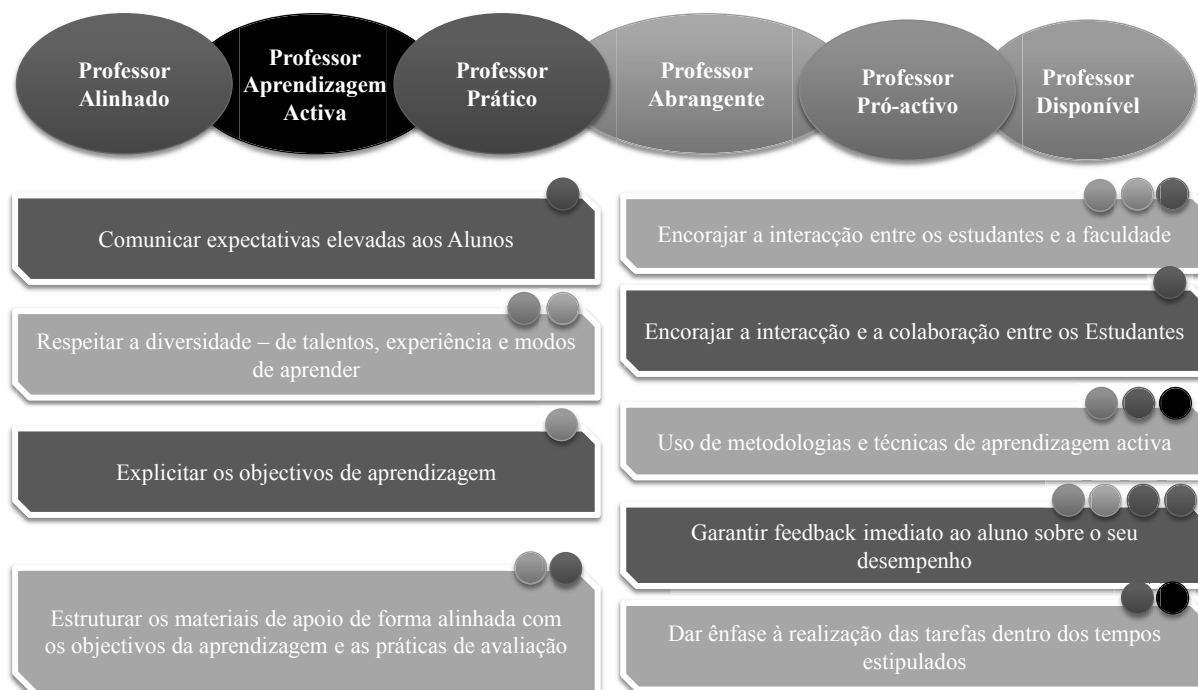 Professor
Alinhado
Professor
Aprendizagem
Activa
Professor
Prático
Professor
Abrangente
Professor
Pró-activo
Professor
Disponível
Comunicar expectativas elevadas aos Alunos
Respeitar a diversidade – de talentos, experiência e modos
de aprender
Explicitar os objectivos de aprendizagem
Estruturar os materiais de apoio de forma alinhada com
os objectivos da aprendizagem e as práticas de avaliação
Encorajar a interacção entre os estudantes e a faculdade
Encorajar a interacção e a colaboração entre os Estudantes
Uso de metodologias e técnicas de aprendizagem activa
Garantir feedback imediato ao aluno sobre o seu
desempenho
Dar ênfase à realização das tarefas dentro dos tempos
estipulados